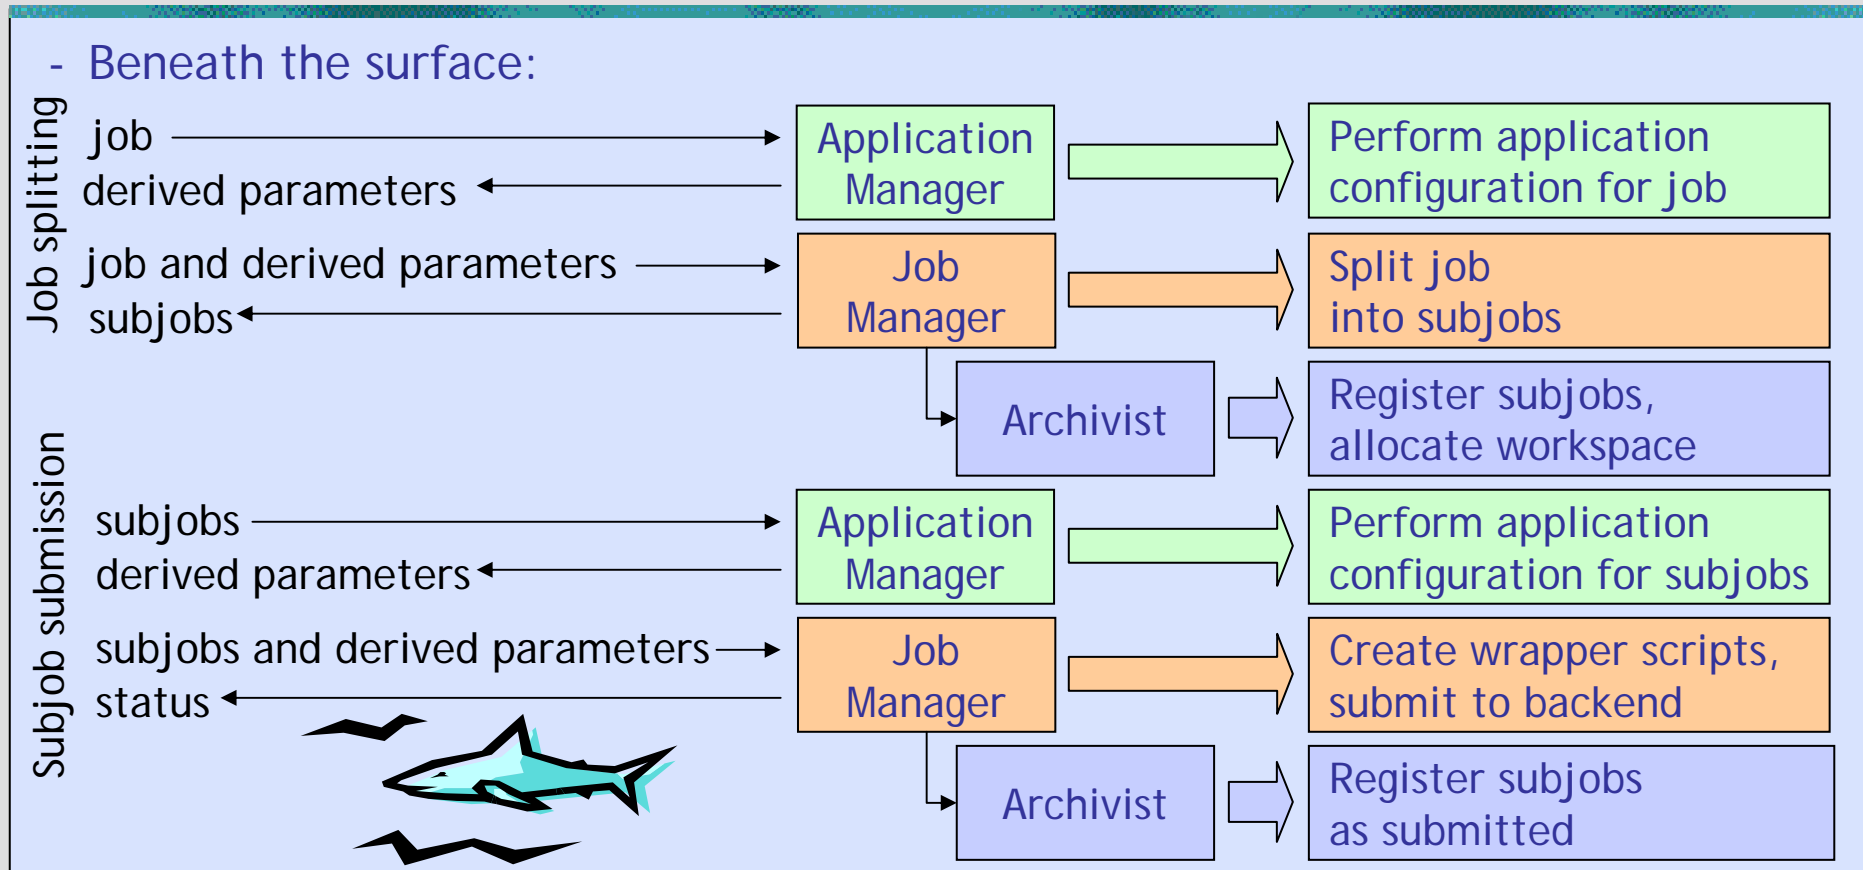 - Beneath the surface:
Job splitting
job
derived parameters
Application
Manager
Perform application
configuration for job
job and derived parameters
subjobs
Job
Manager
Split job
into subjobs
Archivist
Register subjobs,
allocate workspace
Subjob submission
subjobs
derived parameters
Application
Manager
Perform application
configuration for subjobs
subjobs and derived parameters
status
Job
Manager
Create wrapper scripts,
submit to backend
Archivist
Register subjobs
as submitted